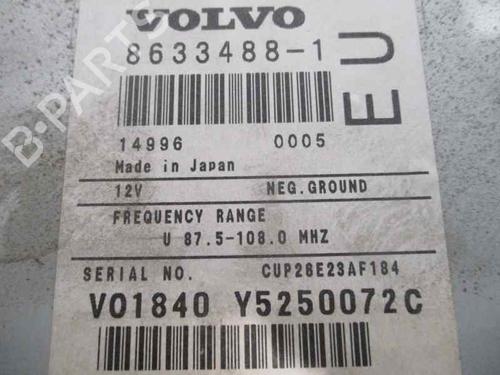 VOLVO
8633488-1
EU
14996 0005
Made in Japan
12V NEG.GROUND
FREQUENCY RANGE
U 87.5-108.0 MHZ
SERIAL NO. CUP26E23AF184
V01840 Y5250072C
B-PARTS